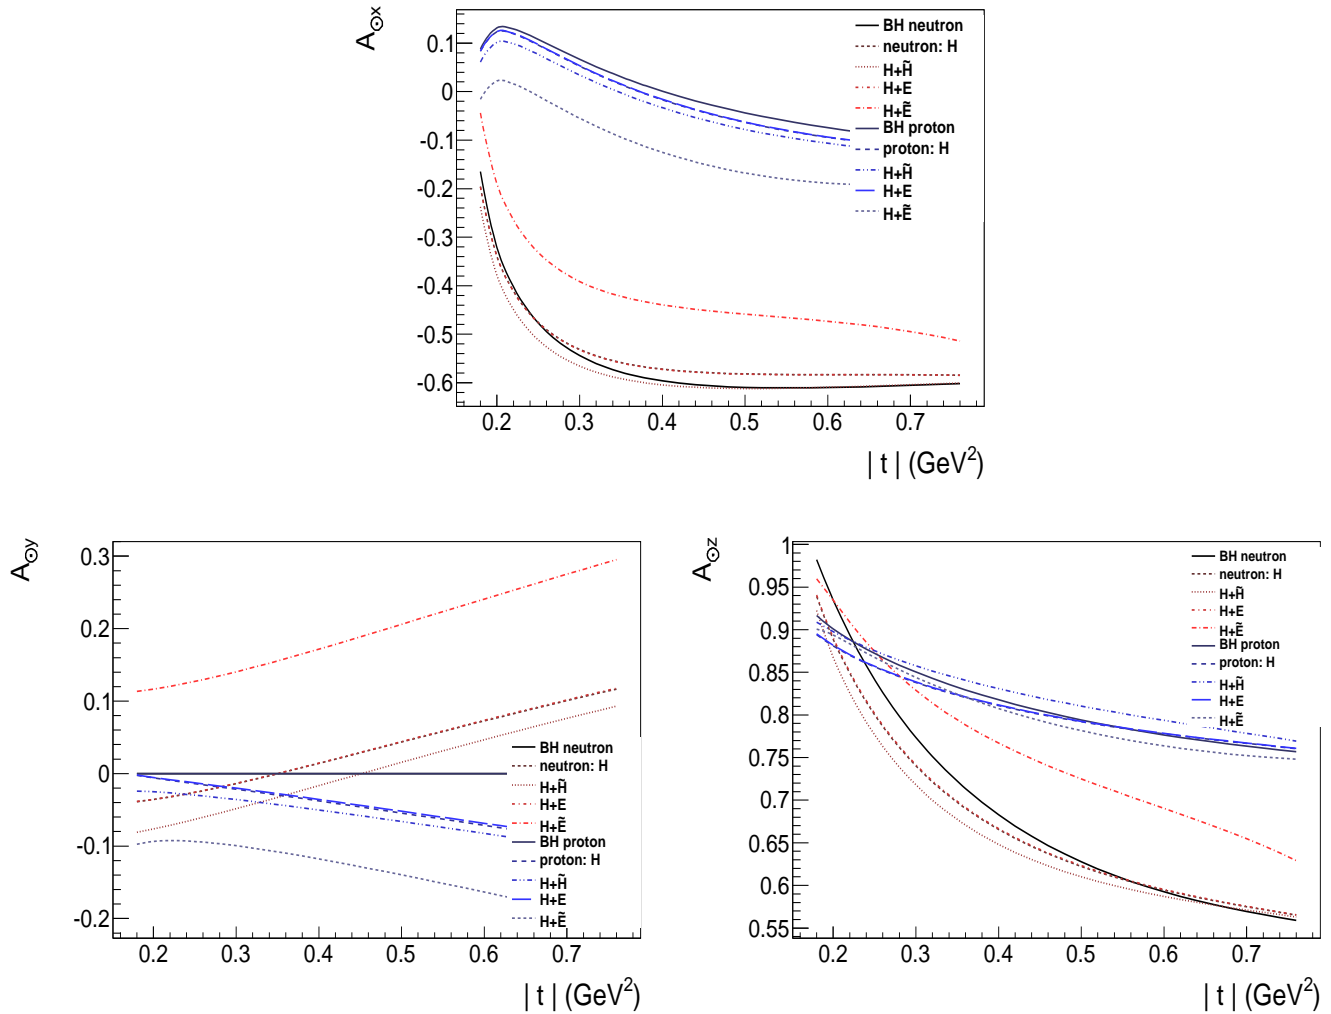 A⊙x
0.1
0
-0.1
-0.2
-0.3
-0.4
-0.5
-0.6
BH neutron
neutron: H
H+H̃
H+E
H+Ẽ
BH proton
proton: H
H+H̃
H+E
H+Ẽ
0.2 0.3 0.4 0.5 0.6 0.7
| t | (GeV²)
A⊙y
0.3
0.2
0.1
0
-0.1
-0.2
BH neutron
neutron: H
H+H̃
H+E
H+Ẽ
BH proton
proton: H
H+H̃
H+E
H+Ẽ
0.2 0.3 0.4 0.5 0.6 0.7
| t | (GeV²)
A⊙z
1
0.95
0.9
0.85
0.8
0.75
0.7
0.65
0.6
0.55
BH neutron
neutron: H
H+H̃
H+E
H+Ẽ
BH proton
proton: H
H+H̃
H+E
H+Ẽ
0.2 0.3 0.4 0.5 0.6 0.7
| t | (GeV²)